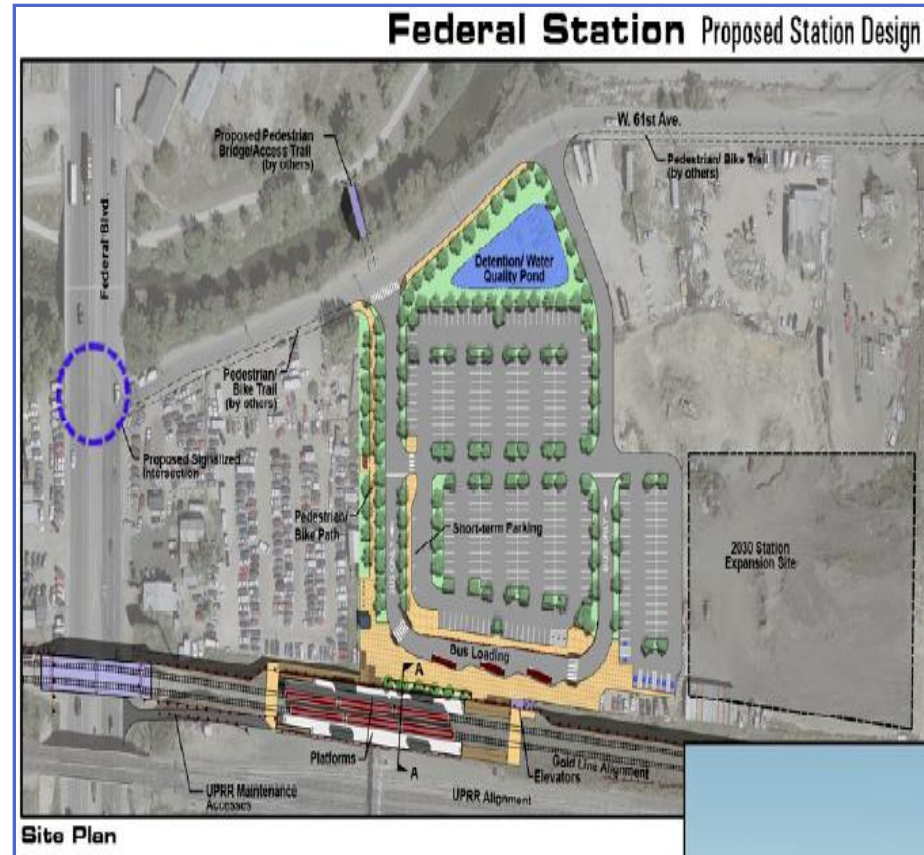 Federal Station Proposed Station Design
W. 61st Ave.
Proposed Pedestrian
Bridge/Access Trail
(by others)
Pedestrian/ Bike Trail
(by others)
Federal Blvd.
Detention/ Water
Quality Pond
Pedestrian/
Bike Trail
(by others)
Proposed Signalized
Intersection
Pedestrian/
Bike Path
Short-term Parking
2030 Station
Expansion Site
Bus Loading
A
Platforms
A
Gold Line Alignment
Elevators
UPRR Maintenance
Accesses
UPRR Alignment
Site Plan